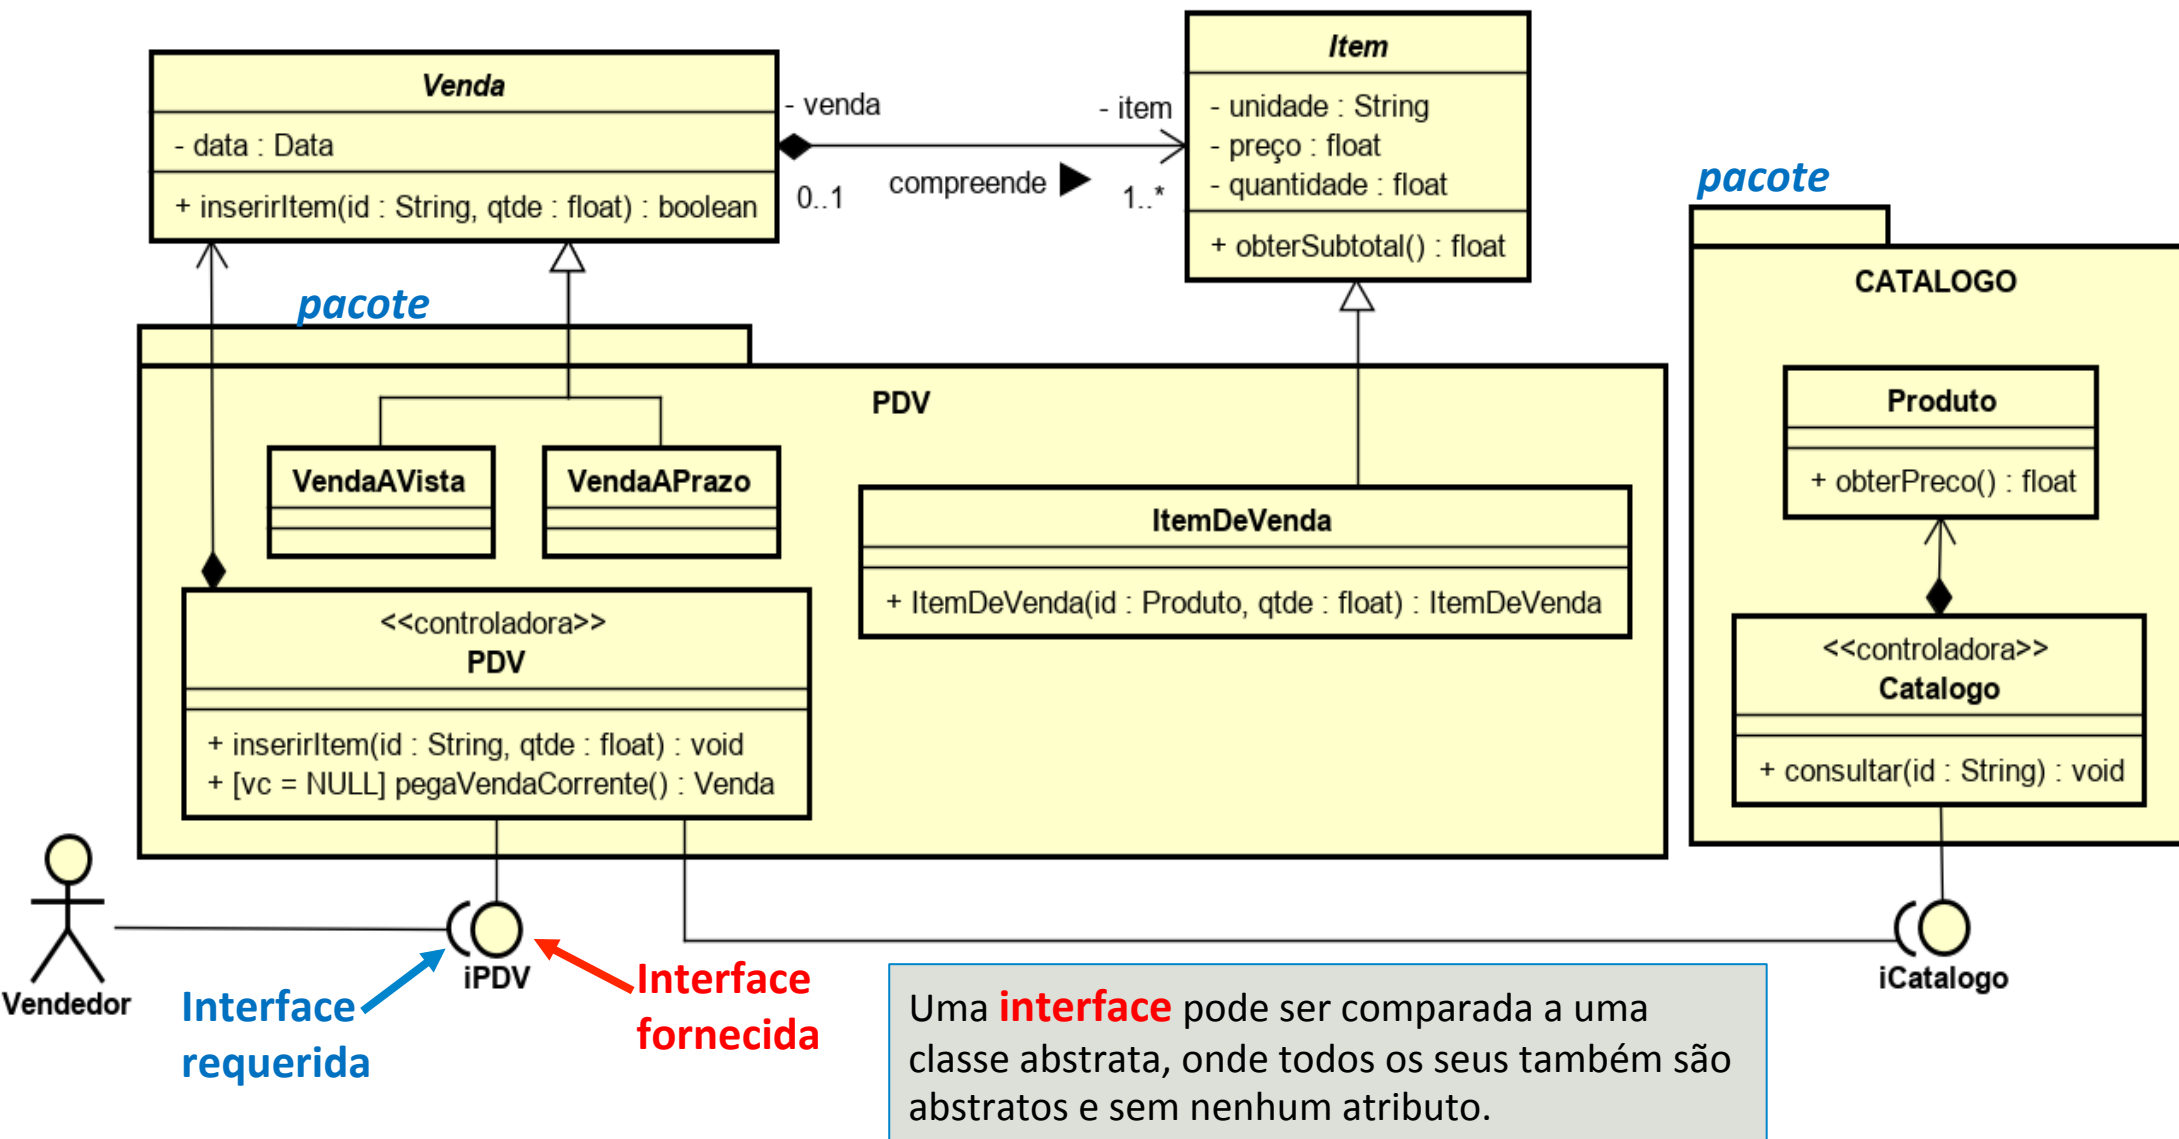 Venda
- data : Data
+ inserirItem(id : String, qtde : float) : boolean
- venda
- item
0..1
compreende
1..*
Item
- unidade : String
- preço : float
- quantidade : float
+ obterSubtotal() : float
pacote
CATALOGO
Produto
+ obterPreco() : float
<<controladora>>
Catalogo
+ consultar(id : String) : void
pacote
PDV
VendaAVista
VendaAPrazo
ItemDeVenda
+ ItemDeVenda(id : Produto, qtde : float) : ItemDeVenda
<<controladora>>
PDV
+ inserirItem(id : String, qtde : float) : void
+ [vc = NULL] pegaVendaCorrente() : Venda
Vendedor
Interface
requerida
iPDV
Interface
fornecida
iCatalogo
Uma interface pode ser comparada a uma
classe abstrata, onde todos os seus também são
abstratos e sem nenhum atributo.